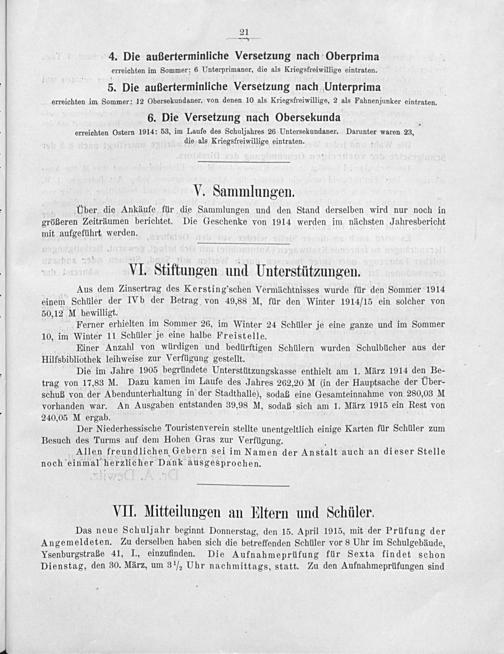 21
4. Die außerterminliche Versetzung nach Oberprima
erreichten im Sommer: 6 Unterprimaner, die als Kriegsfreiwillige eintraten.
5. Die außerterminliche Versetzung nach Unterprima
erreichten im Sommer: 12 Obersekundaner, von denen 10 als Kriegsfreiwillige, 2 als Fahnenjunker eintraten.
6. Die Versetzung nach Obersekunda
erreichten Ostern 1914: 53, im Laufe des Schuljahres 26 Untersekundaner. Darunter waren 23,
die als Kriegsfreiwillige eintraten.
V. Sammlungen.
Über die Ankäufe für die Sammlungen und den Stand derselben wird nur noch in
größeren Zeiträumen berichtet. Die Geschenke von 1914 werden im nächsten Jahresbericht
mit aufgeführt werden.
VI. Stiftungen und Unterstützungen.
Aus dem Zinsertrag des Kersting'schen Vermächtnisses wurde für den Sommer 1914
einem Schüler der IVb der Betrag von 49,88 M, für den Winter 1914/15 ein solcher von
50,12 M bewilligt.
Ferner erhielten im Sommer 26, im Winter 24 Schüler je eine ganze und im Sommer
10, im Winter 11 Schüler je eine halbe Freistelle.
Einer Anzahl von würdigen und bedürftigen Schülern wurden Schulbücher aus der
Hilfsbibliothek leihweise zur Verfügung gestellt.
Die im Jahre 1905 begründete Unterstützungskasse enthielt am 1. März 1914 den Be-
trag von 17,83 M. Dazu kamen im Laufe des Jahres 262,20 M (in der Hauptsache der Über-
schuß von der Abendunterhaltung in der Stadthalle), sodaß eine Gesamteinnahme von 280,03 M
vorhanden war. An Ausgaben entstanden 39,98 M, sodaß sich am 1. März 1915 ein Rest von
240,05 M ergab.
Der Niederhessische Touristenverein stellte unentgeltlich einige Karten für Schüler zum
Besuch des Turms auf dem Hohen Gras zur Verfügung.
Allen freundlichen Gebern sei im Namen der Anstalt auch an dieser Stelle
noch einmal herzlicher Dank ausgesprochen.
VII. Mitteilungen an Eltern und Schüler.
Das neue Schuljahr beginnt Donnerstag, den 15. April 1915, mit der Prüfung der
Angemeldeten. Zu derselben haben sich die betreffenden Schüler vor 8 Uhr im Schulgebäude,
Ysenburgstraße 41, I., einzufinden. Die Aufnahmeprüfung für Sexta findet schon
Dienstag, den 30. März, um 3 1/2 Uhr nachmittags, statt. Zu den Aufnahmeprüfungen sind